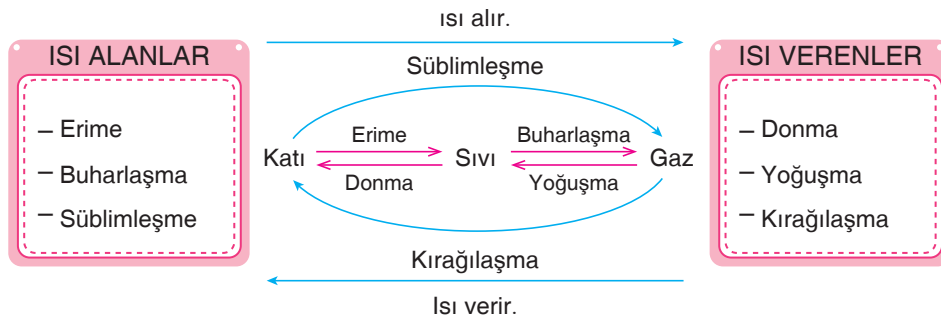 ısı alır.
ISI ALANLAR
– Erime
– Buharlaşma
– Süblimleşme
Süblimleşme
Erime
Buharlaşma
Katı
Sıvı
Gaz
Donma
Yoğuşma
Kırağılaşma
Isı verir.
ISI VERENLER
– Donma
– Yoğuşma
– Kırağılaşma